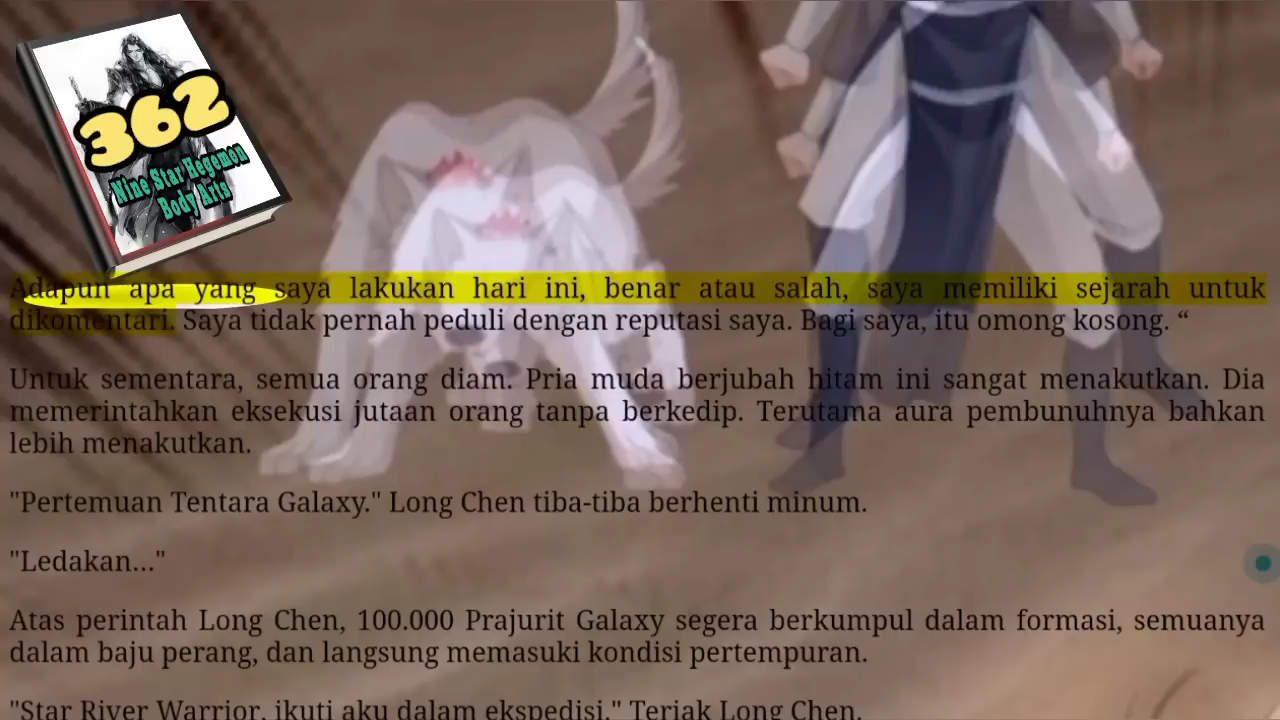 362
Nine Star Hegemon
Body Arts
Adapun apa yang saya lakukan hari ini, benar atau salah, saya memiliki sejarah untuk
dikomentari. Saya tidak pernah peduli dengan reputasi saya. Bagi saya, itu omong kosong. “
Untuk sementara, semua orang diam. Pria muda berjubah hitam ini sangat menakutkan. Dia
memerintahkan eksekusi jutaan orang tanpa berkedip. Terutama aura pembunuhnya bahkan
lebih menakutkan.
"Pertemuan Tentara Galaxy." Long Chen tiba-tiba berhenti minum.
"Ledakan..."
Atas perintah Long Chen, 100.000 Prajurit Galaxy segera berkumpul dalam formasi, semuanya
dalam baju perang, dan langsung memasuki kondisi pertempuran.
"Star River Warrior, ikuti aku dalam ekspedisi." Teriak Long Chen.